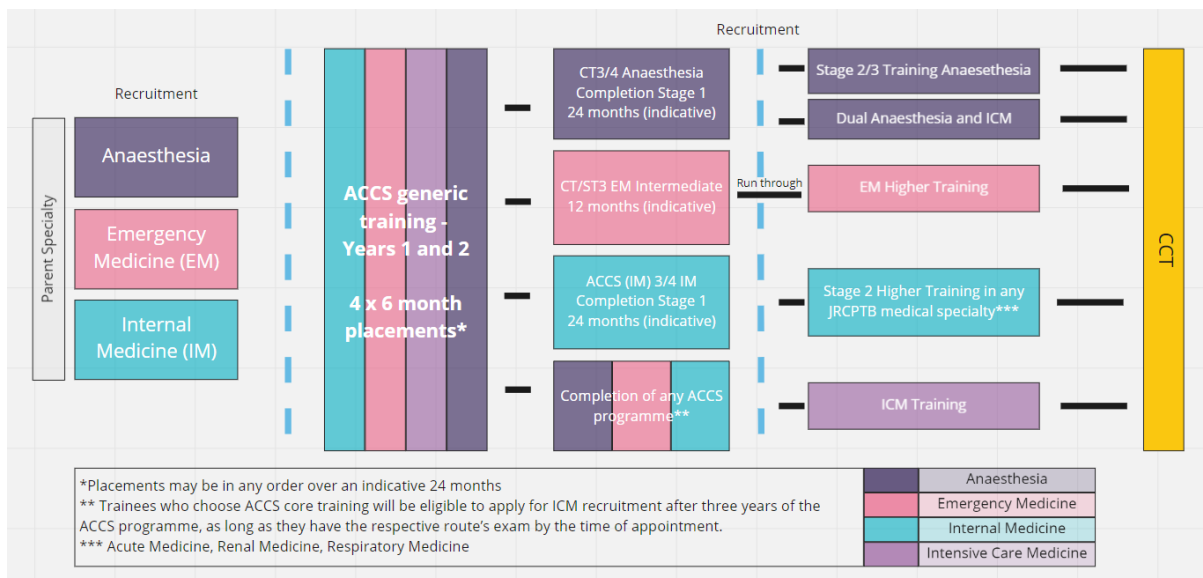 Recruitment
Recruitment
Parent Specialty
Anaesthesia
Emergency
Medicine (EM)
Internal
Medicine (IM)
ACCS generic
training -
Years 1 and 2
4 x 6 month
placements*
CT3/4 Anaesthesia
Completion Stage 1
24 months (indicative)
CT/ST3 EM Intermediate
12 months (indicative)
ACCS (IM) 3/4 IM
Completion Stage 1
24 months (indicative)
Completion of any ACCS
programme**
Run through
Stage 2/3 Training Anaesethesia
Dual Anaesthesia and ICM
EM Higher Training
Stage 2 Higher Training in any
JRCPTB medical specialty***
ICM Training
CCT
*Placements may be in any order over an indicative 24 months
** Trainees who choose ACCS core training will be eligible to apply for ICM recruitment after three years of the
ACCS programme, as long as they have the respective route's exam by the time of appointment.
*** Acute Medicine, Renal Medicine, Respiratory Medicine
Anaesthesia
Emergency Medicine
Internal Medicine
Intensive Care Medicine